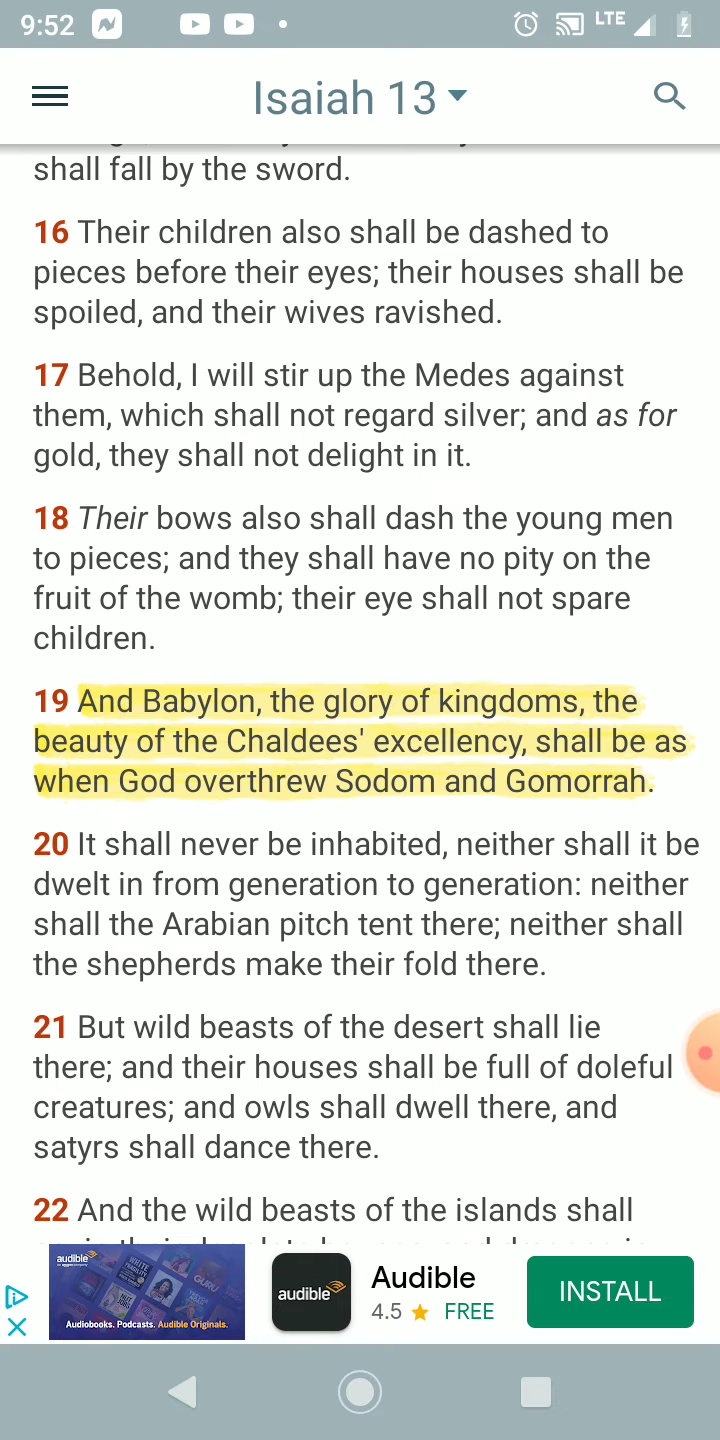 9:52
LTE
Isaiah 13
shall fall by the sword.
16 Their children also shall be dashed to
pieces before their eyes; their houses shall be
spoiled, and their wives ravished.
17 Behold, I will stir up the Medes against
them, which shall not regard silver; and as for
gold, they shall not delight in it.
18 Their bows also shall dash the young men
to pieces; and they shall have no pity on the
fruit of the womb; their eye shall not spare
children.
19 And Babylon, the glory of kingdoms, the
beauty of the Chaldees' excellency, shall be as
when God overthrew Sodom and Gomorrah.
20 It shall never be inhabited, neither shall it be
dwelt in from generation to generation: neither
shall the Arabian pitch tent there; neither shall
the shepherds make their fold there.
21 But wild beasts of the desert shall lie
there; and their houses shall be full of doleful
creatures; and owls shall dwell there, and
satyrs shall dance there.
22 And the wild beasts of the islands shall
audible
WHITE FRAGILITY
GURU
Audiobooks. Podcasts. Audible Originals.
audible
Audible
4.5 FREE
INSTALL